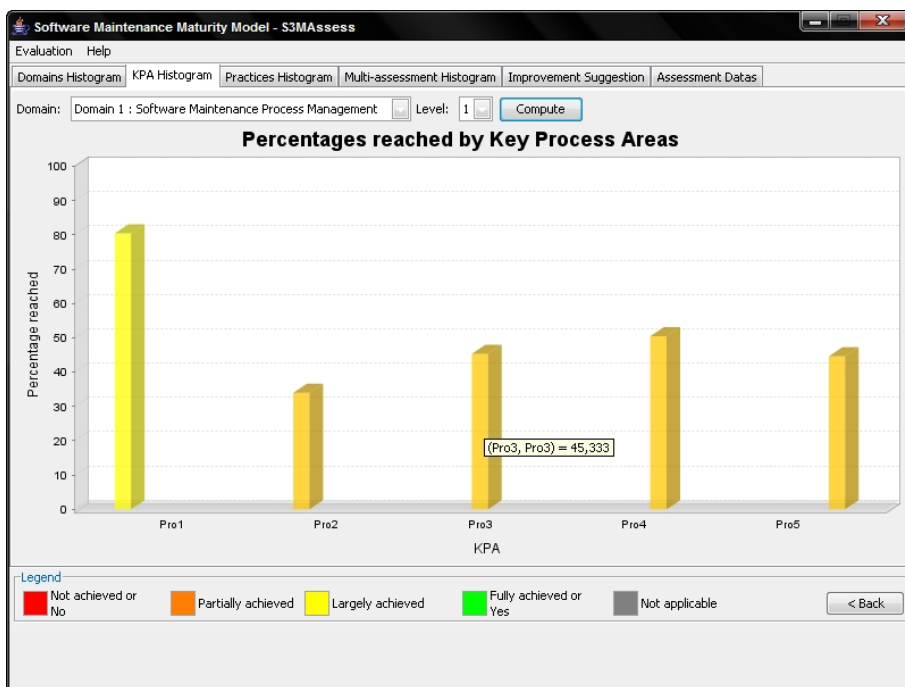 Software Maintenance Maturity Model - S3MAssess
Evaluation Help
Domains Histogram KPA Histogram Practices Histogram Multi-assessment Histogram Improvement Suggestion Assessment Datas
Domain: Domain 1 : Software Maintenance Process Management Level: 1 Compute
Percentages reached by Key Process Areas
Percentage reached
100
90
80
70
60
50
40
30
20
10
0
(Pro3, Pro3) = 45,333
Pro1 Pro2 Pro3 Pro4 Pro5
KPA
Legend
Not achieved or
No
Partially achieved
Largely achieved
Fully achieved or
Yes
Not applicable
< Back